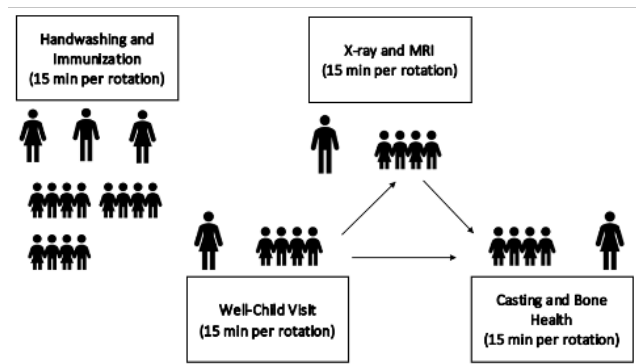 Handwashing and
Immunization
(15 min per rotation)
X-ray and MRI
(15 min per rotation)
Well-Child Visit
(15 min per rotation)
Casting and Bone
Health
(15 min per rotation)